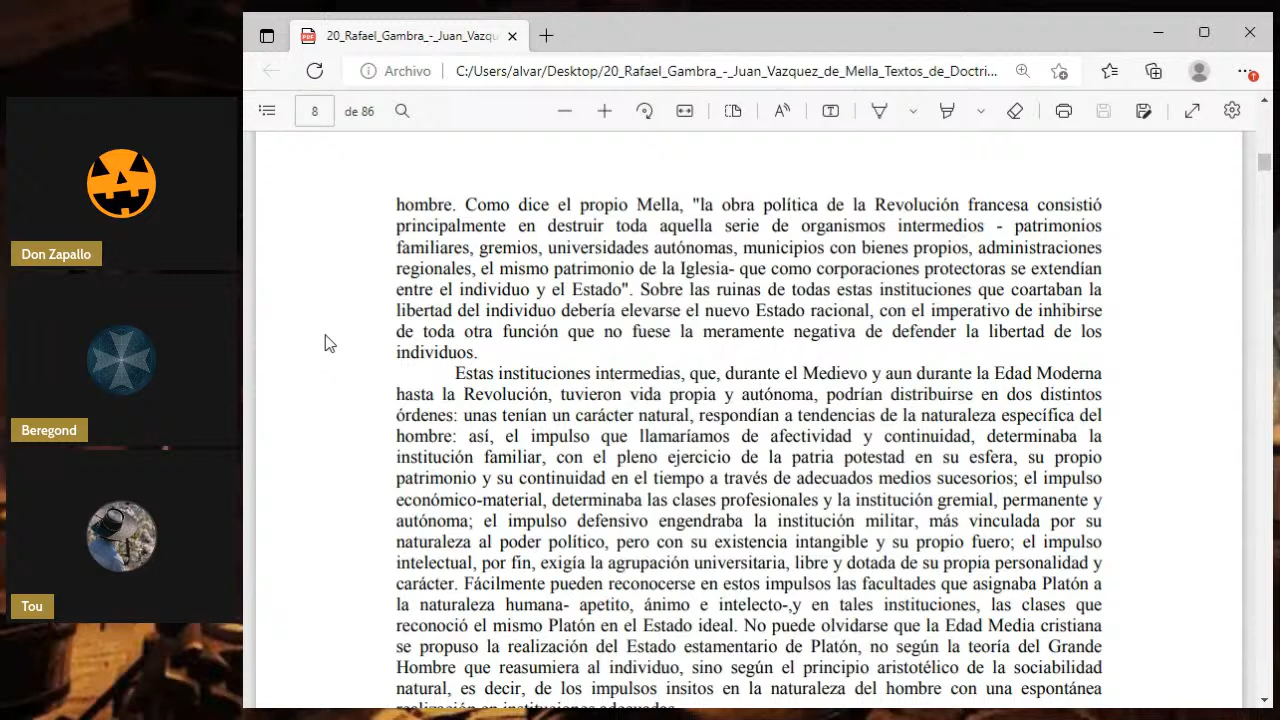 20_Rafael_Gambra_-_Juan_Vazqu
Archivo
C:/Users/alvar/Desktop/20_Rafael_Gambra_-_Juan_Vazquez_de_Mella_Textos_de_Doctri...
8 de 86
Don Zapallo
Beregond
Tou
hombre. Como dice el propio Mella, "la obra política de la Revolución francesa consistió
principalmente en destruir toda aquella serie de organismos intermedios - patrimonios
familiares, gremios, universidades autónomas, municipios con bienes propios, administraciones
regionales, el mismo patrimonio de la Iglesia- que como corporaciones protectoras se extendían
entre el individuo y el Estado". Sobre las ruinas de todas estas instituciones que coartaban la
libertad del individuo debería elevarse el nuevo Estado racional, con el imperativo de inhibirse
de toda otra función que no fuese la meramente negativa de defender la libertad de los
individuos.
Estas instituciones intermedias, que, durante el Medievo y aun durante la Edad Moderna
hasta la Revolución, tuvieron vida propia y autónoma, podrían distribuirse en dos distintos
órdenes: unas tenían un carácter natural, respondían a tendencias de la naturaleza específica del
hombre: así, el impulso que llamaríamos de afectividad y continuidad, determinaba la
institución familiar, con el pleno ejercicio de la patria potestad en su esfera, su propio
patrimonio y su continuidad en el tiempo a través de adecuados medios sucesorios; el impulso
económico-material, determinaba las clases profesionales y la institución gremial, permanente y
autónoma; el impulso defensivo engendraba la institución militar, más vinculada por su
naturaleza al poder político, pero con su existencia intangible y su propio fuero; el impulso
intelectual, por fin, exigía la agrupación universitaria, libre y dotada de su propia personalidad y
carácter. Fácilmente pueden reconocerse en estos impulsos las facultades que asignaba Platón a
la naturaleza humana- apetito, ánimo e intelecto-,y en tales instituciones, las clases que
reconoció el mismo Platón en el Estado ideal. No puede olvidarse que la Edad Media cristiana
se propuso la realización del Estado estamentario de Platón, no según la teoría del Grande
Hombre que reasumiera al individuo, sino según el principio aristotélico de la sociabilidad
natural, es decir, de los impulsos insitos en la naturaleza del hombre con una espontánea
realización en instituciones adecuadas.